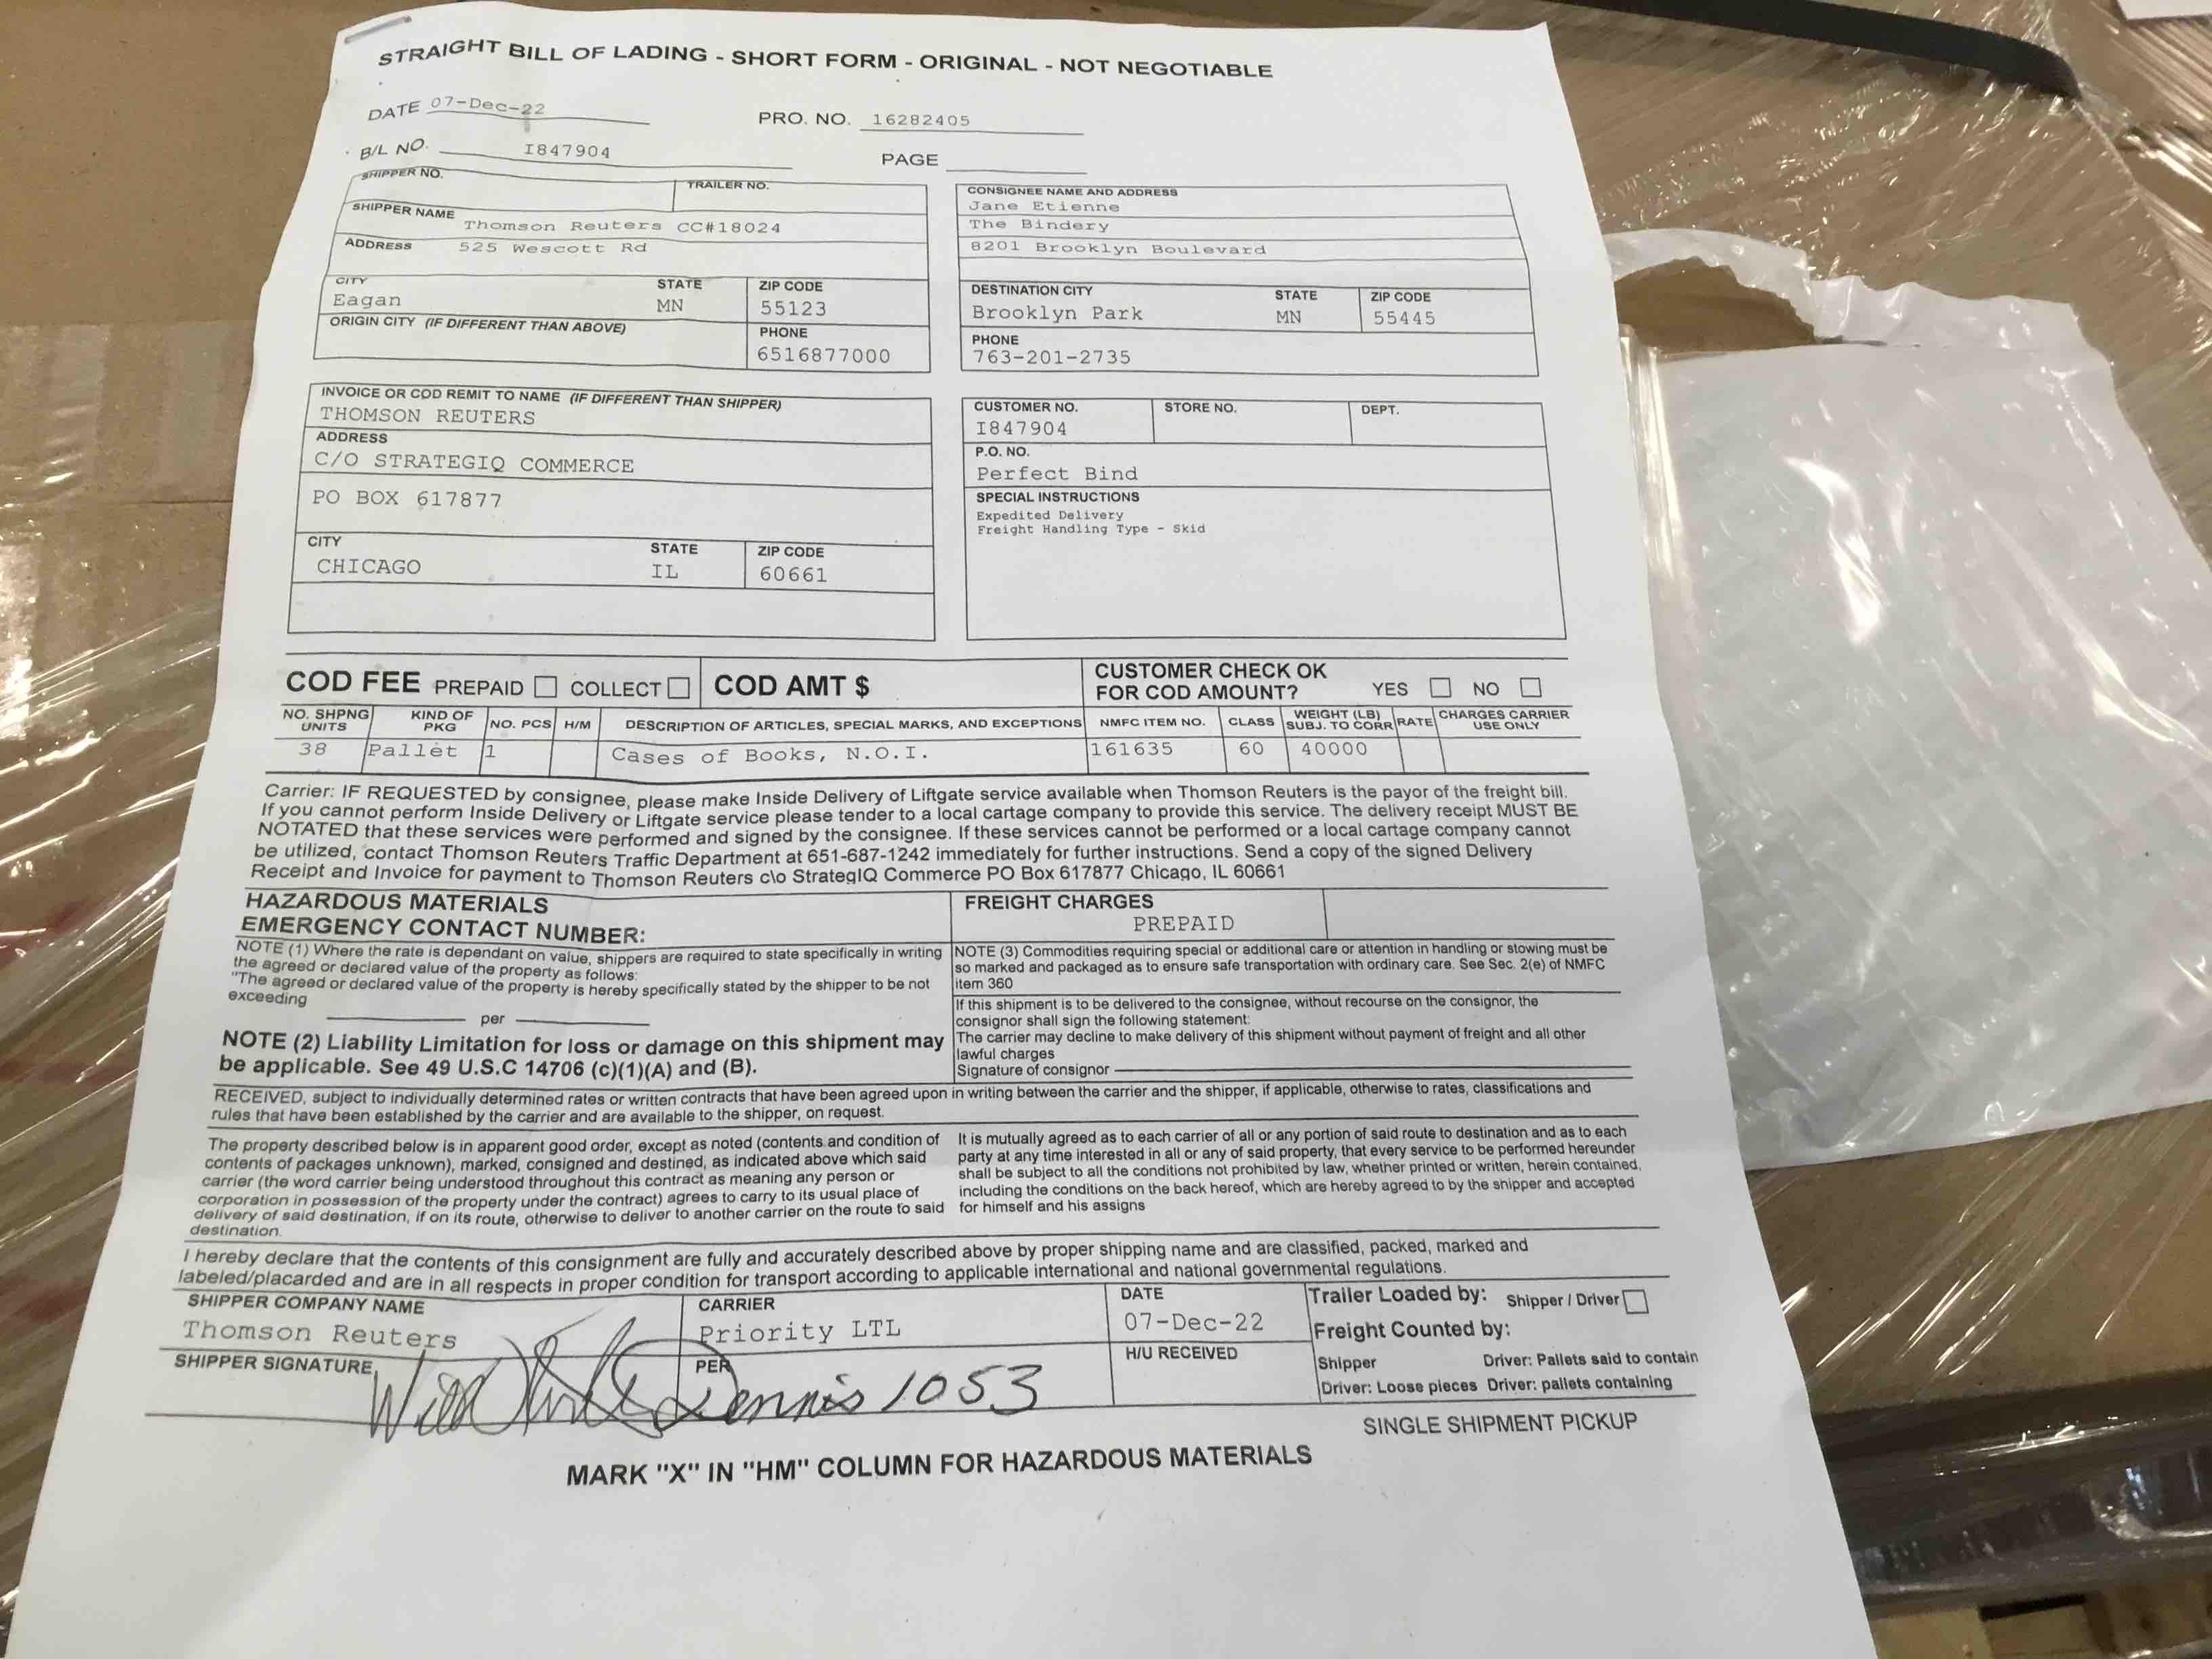 STRAIGHT BILL OF LADING - SHORT FORM - ORIGINAL - NOT NEGOTIABLE
DATE 07-Dec-22
PRO. NO. 16282405
B/L NO. I847904
PAGE
SHIPPER NO.
TRAILER NO.
SHIPPER NAME
Thomson Reuters CC#18024
ADDRESS 525 Wescott Rd
CITY STATE ZIP CODE
Eagan MN 55123
ORIGIN CITY (IF DIFFERENT THAN ABOVE)
PHONE
6516877000
CONSIGNEE NAME AND ADDRESS
Jane Etienne
The Bindery
8201 Brooklyn Boulevard
DESTINATION CITY STATE ZIP CODE
Brooklyn Park MN 55445
PHONE
763-201-2735
INVOICE OR COD REMIT TO NAME (IF DIFFERENT THAN SHIPPER)
THOMSON REUTERS
ADDRESS
C/O STRATEGIQ COMMERCE
PO BOX 617877
CITY STATE ZIP CODE
CHICAGO IL 60661
CUSTOMER NO. STORE NO. DEPT.
I847904
P.O. NO.
Perfect Bind
SPECIAL INSTRUCTIONS
Expedited Delivery
Freight Handling Type - Skid
COD FEE PREPAID COLLECT
COD AMT $
CUSTOMER CHECK OK
FOR COD AMOUNT? YES NO
NO. SHPNG UNITS KIND OF PKG NO. PCS H/M DESCRIPTION OF ARTICLES, SPECIAL MARKS, AND EXCEPTIONS NMFC ITEM NO. CLASS WEIGHT (LB) SUBJ. TO CORR RATE CHARGES CARRIER USE ONLY
38 Pallet 1 Cases of Books, N.O.I. 161635 60 40000
Carrier: IF REQUESTED by consignee, please make Inside Delivery of Liftgate service available when Thomson Reuters is the payor of the freight bill.
If you cannot perform Inside Delivery or Liftgate service please tender to a local cartage company to provide this service. The delivery receipt MUST BE
NOTATED that these services were performed and signed by the consignee. If these services cannot be performed or a local cartage company cannot
be utilized, contact Thomson Reuters Traffic Department at 651-687-1242 immediately for further instructions. Send a copy of the signed Delivery
Receipt and Invoice for payment to Thomson Reuters c\o StrategIQ Commerce PO Box 617877 Chicago, IL 60661
HAZARDOUS MATERIALS
EMERGENCY CONTACT NUMBER:
FREIGHT CHARGES
PREPAID
NOTE (1) Where the rate is dependant on value, shippers are required to state specifically in writing
the agreed or declared value of the property as follows:
"The agreed or declared value of the property is hereby specifically stated by the shipper to be not
exceeding
per
NOTE (2) Liability Limitation for loss or damage on this shipment may
be applicable. See 49 U.S.C 14706 (c)(1)(A) and (B).
NOTE (3) Commodities requiring special or additional care or attention in handling or stowing must be
so marked and packaged as to ensure safe transportation with ordinary care. See Sec. 2(e) of NMFC
item 360
If this shipment is to be delivered to the consignee, without recourse on the consignor, the
consignor shall sign the following statement:
The carrier may decline to make delivery of this shipment without payment of freight and all other
lawful charges
Signature of consignor
RECEIVED, subject to individually determined rates or written contracts that have been agreed upon in writing between the carrier and the shipper, if applicable, otherwise to rates, classifications and
rules that have been established by the carrier and are available to the shipper, on request.
The property described below is in apparent good order, except as noted (contents and condition of
contents of packages unknown), marked, consigned and destined, as indicated above which said
carrier (the word carrier being understood throughout this contract as meaning any person or
corporation in possession of the property under the contract) agrees to carry to its usual place of
delivery of said destination, if on its route, otherwise to deliver to another carrier on the route to said
destination.
It is mutually agreed as to each carrier of all or any portion of said route to destination and as to each
party at any time interested in all or any of said property, that every service to be performed hereunder
shall be subject to all the conditions not prohibited by law, whether printed or written, herein contained,
including the conditions on the back hereof, which are hereby agreed to by the shipper and accepted
for himself and his assigns
I hereby declare that the contents of this consignment are fully and accurately described above by proper shipping name and are classified, packed, marked and
labeled/placarded and are in all respects in proper condition for transport according to applicable international and national governmental regulations.
SHIPPER COMPANY NAME
Thomson Reuters
SHIPPER SIGNATURE
CARRIER
Priority LTL
PER
Dennis 1053
DATE
07-Dec-22
H/U RECEIVED
Trailer Loaded by: Shipper / Driver
Freight Counted by:
Shipper Driver: Pallets said to contain
Driver: Loose pieces Driver: pallets containing
SINGLE SHIPMENT PICKUP
MARK "X" IN "HM" COLUMN FOR HAZARDOUS MATERIALS